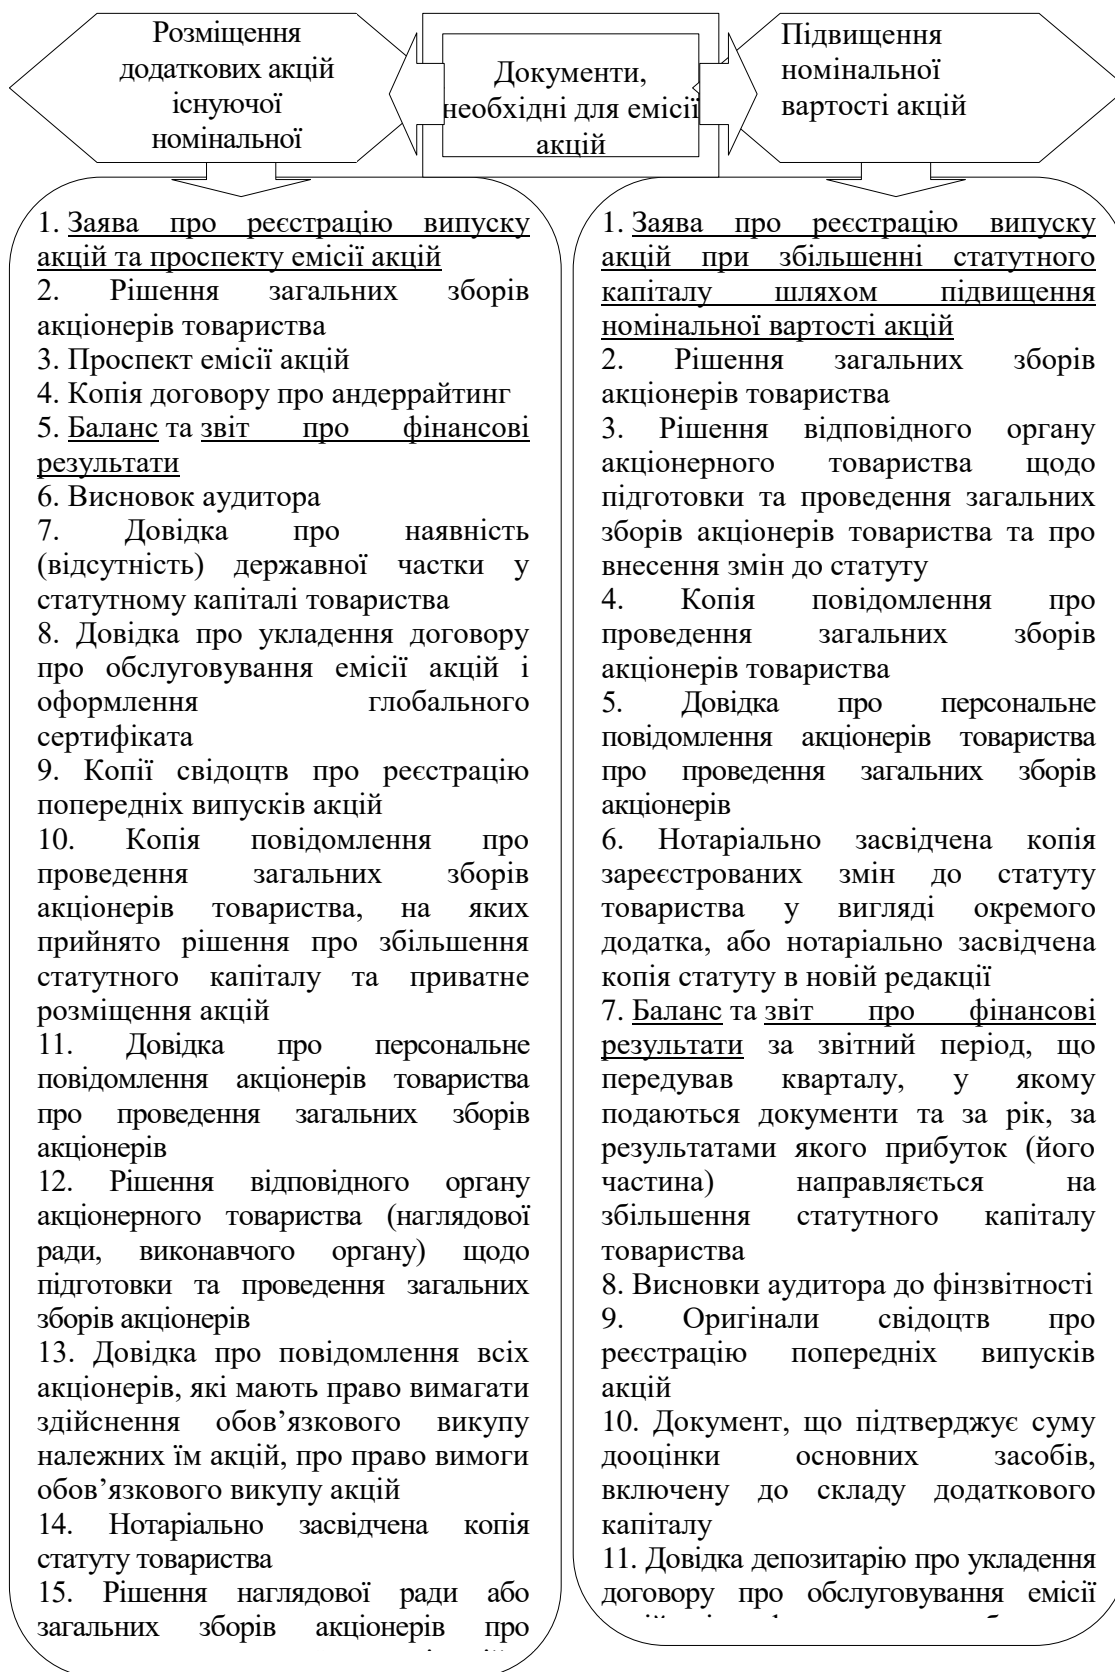 Розміщення
додаткових акцій
існуючої
номінальної
Документи,
необхідні для емісії
акцій
Підвищення
номінальної
вартості акцій
1. Заява про реєстрацію випуску
акцій та проспекту емісії акцій
2. Рішення загальних зборів
акціонерів товариства
3. Проспект емісії акцій
4. Копія договору про андеррайтинг
5. Баланс та звіт про фінансові
результати
6. Висновок аудитора
7. Довідка про наявність
(відсутність) державної частки у
статутному капіталі товариства
8. Довідка про укладення договору
про обслуговування емісії акцій і
оформлення глобального
сертифіката
9. Копії свідоцтв про реєстрацію
попередніх випусків акцій
10. Копія повідомлення про
проведення загальних зборів
акціонерів товариства, на яких
прийнято рішення про збільшення
статутного капіталу та приватне
розміщення акцій
11. Довідка про персональне
повідомлення акціонерів товариства
про проведення загальних зборів
акціонерів
12. Рішення відповідного органу
акціонерного товариства (наглядової
ради, виконавчого органу) щодо
підготовки та проведення загальних
зборів акціонерів
13. Довідка про повідомлення всіх
акціонерів, які мають право вимагати
здійснення обов’язкового викупу
належних їм акцій, про право вимоги
обов’язкового викупу акцій
14. Нотаріально засвідчена копія
статуту товариства
15. Рішення наглядової ради або
загальних зборів акціонерів про
1. Заява про реєстрацію випуску
акцій при збільшенні статутного
капіталу шляхом підвищення
номінальної вартості акцій
2. Рішення загальних зборів
акціонерів товариства
3. Рішення відповідного органу
акціонерного товариства щодо
підготовки та проведення загальних
зборів акціонерів товариства та про
внесення змін до статуту
4. Копія повідомлення про
проведення загальних зборів
акціонерів товариства
5. Довідка про персональне
повідомлення акціонерів товариства
про проведення загальних зборів
акціонерів
6. Нотаріально засвідчена копія
зареєстрованих змін до статуту
товариства у вигляді окремого
додатка, або нотаріально засвідчена
копія статуту в новій редакції
7. Баланс та звіт про фінансові
результати за звітний період, що
передував кварталу, у якому
подаються документи та за рік, за
результатами якого прибуток (його
частина) направляється на
збільшення статутного капіталу
товариства
8. Висновки аудитора до фінзвітності
9. Оригінали свідоцтв про
реєстрацію попередніх випусків
акцій
10. Документ, що підтверджує суму
дооцінки основних засобів,
включену до складу додаткового
капіталу
11. Довідка депозитарію про укладення
договору про обслуговування емісії